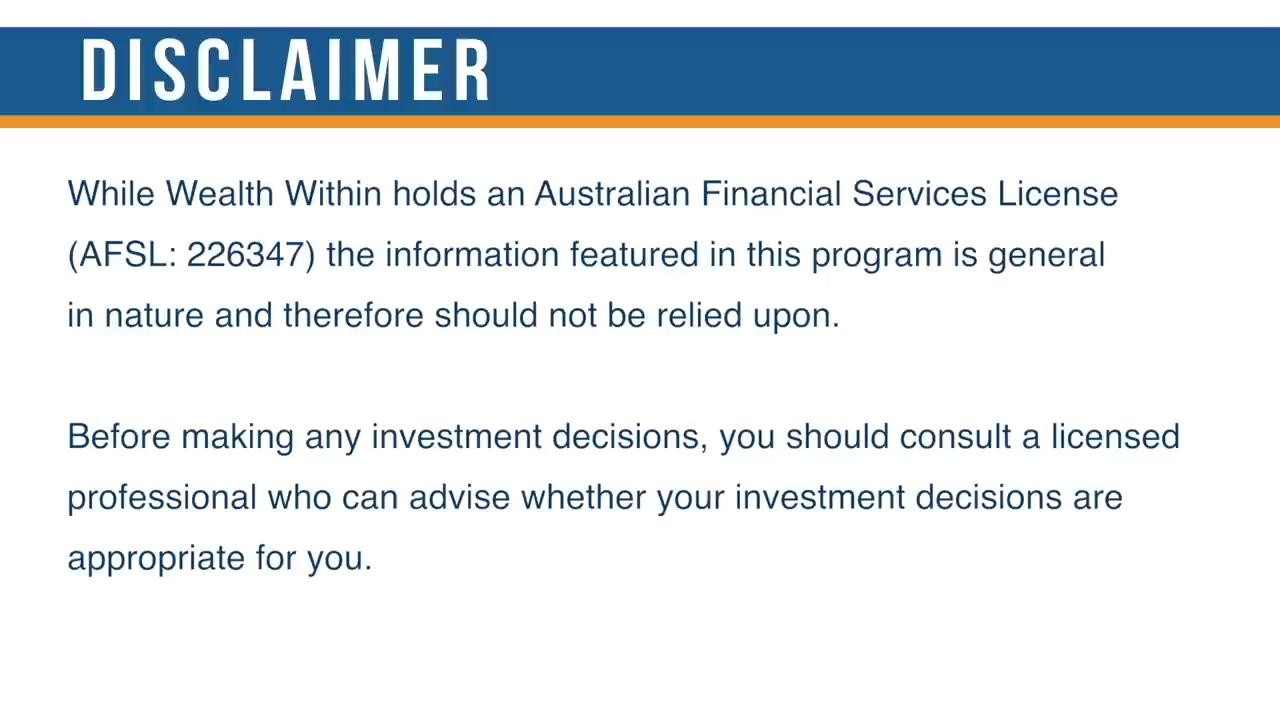 DISCLAIMER
While Wealth Within holds an Australian Financial Services License
(AFSL: 226347) the information featured in this program is general
in nature and therefore should not be relied upon.
Before making any investment decisions, you should consult a licensed
professional who can advise whether your investment decisions are
appropriate for you.